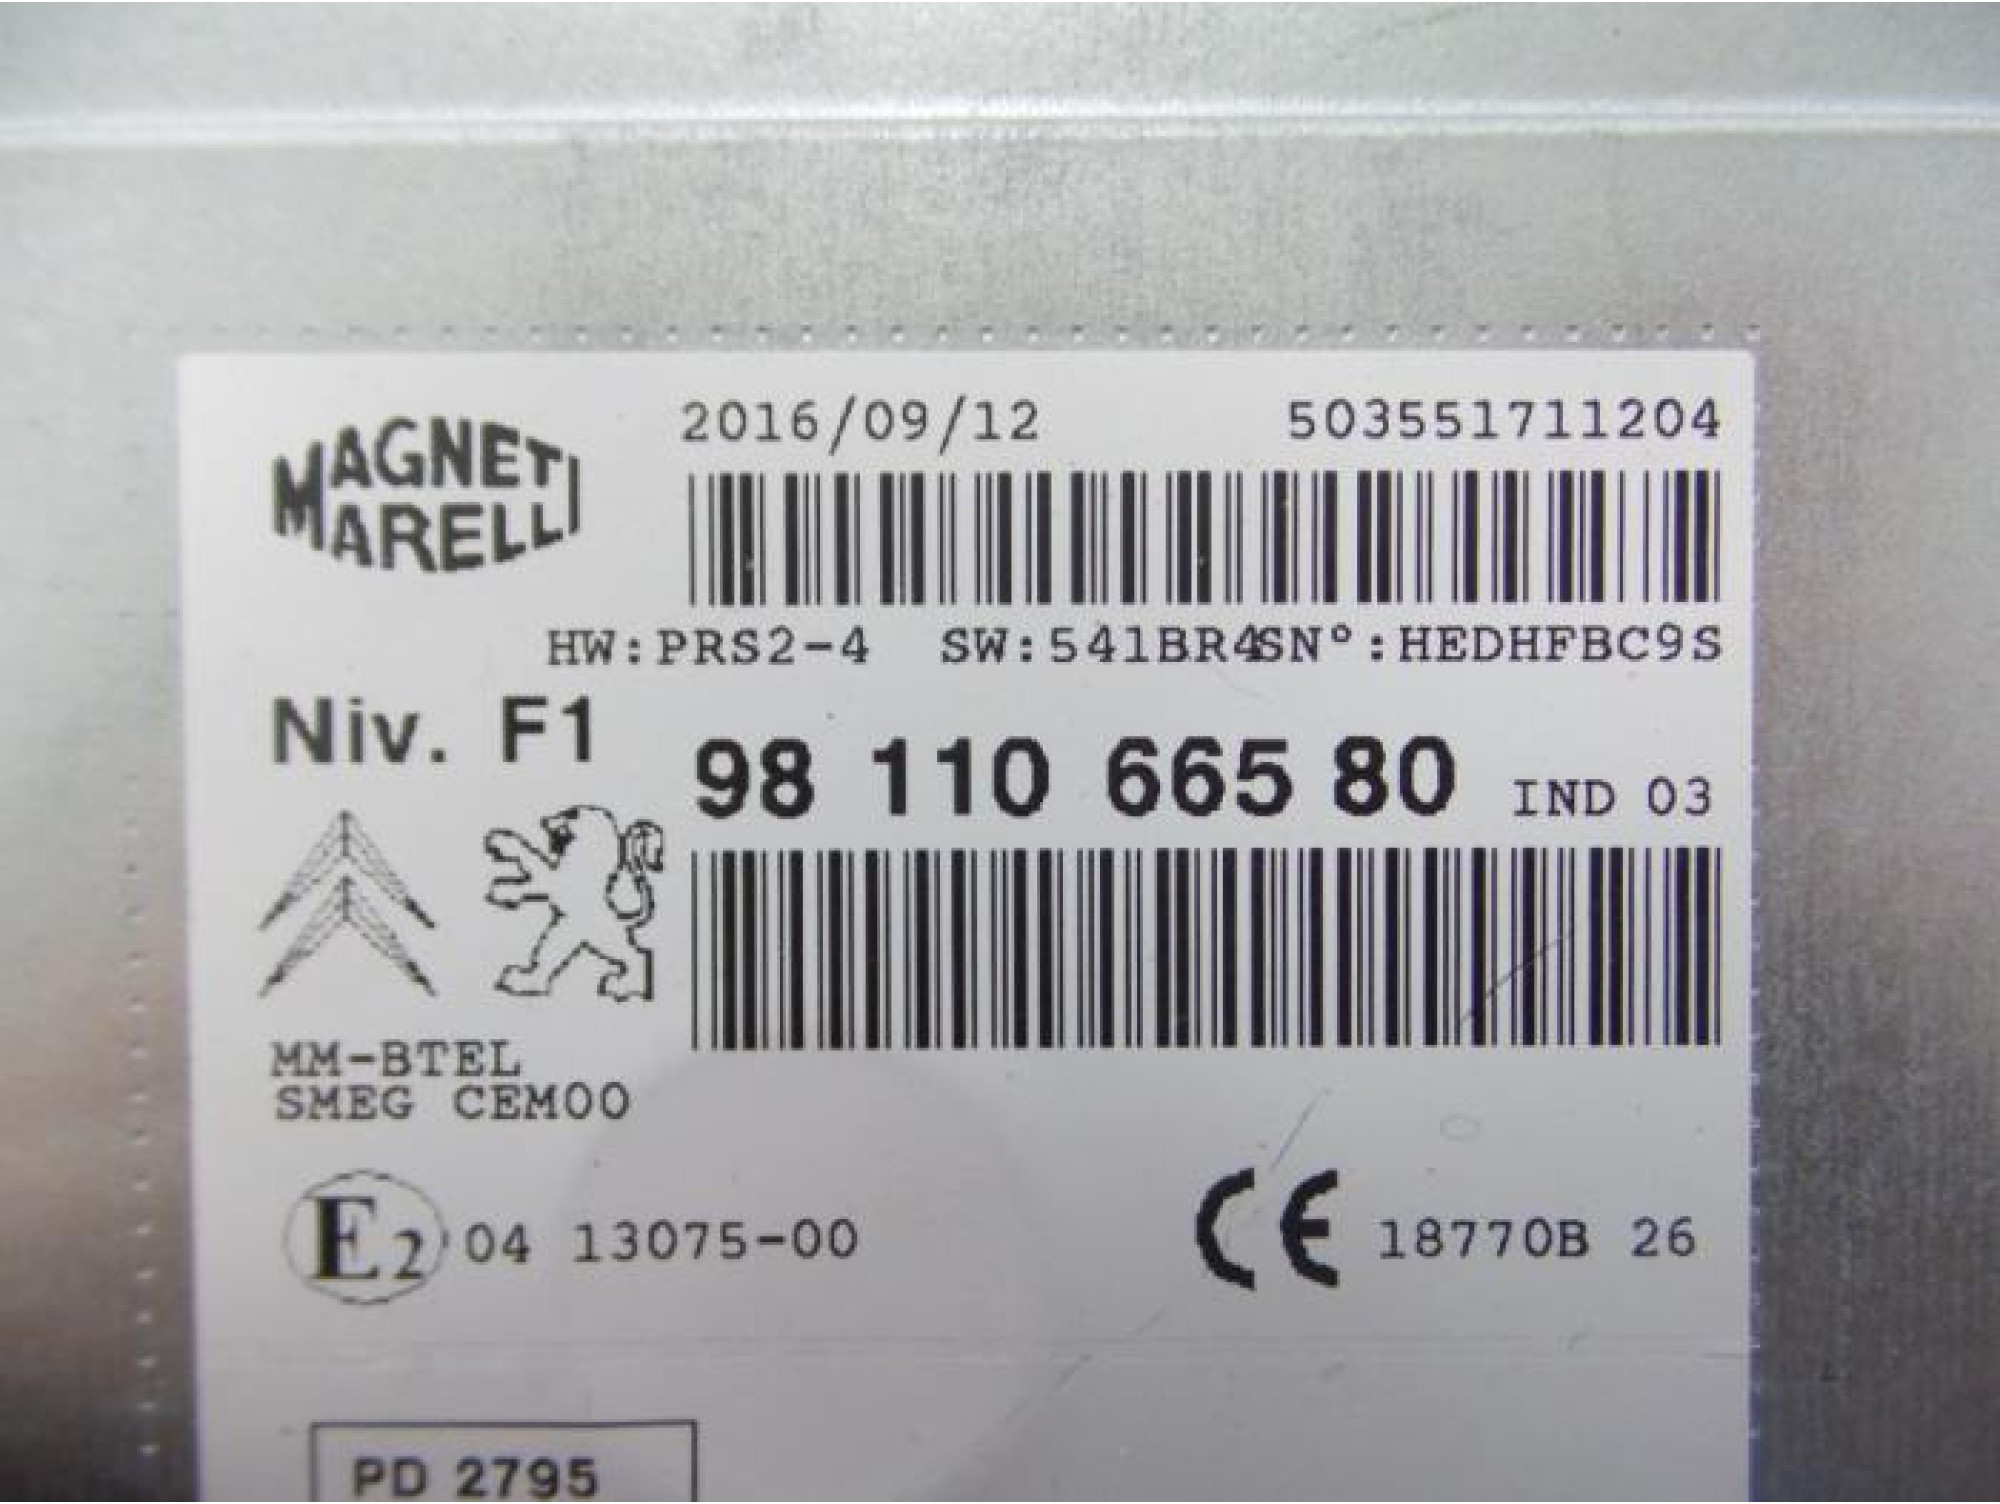 MAGNETI
MARELLI
2016/09/12 503551711204
HW:PRS2-4 SW:541BR4SN°:HEDHFBC9S
Niv. F1
98 110 665 80 IND 03
MM-BTEL
SMEG CEM00
E2 04 13075-00
CE 18770B 26
PD 2795